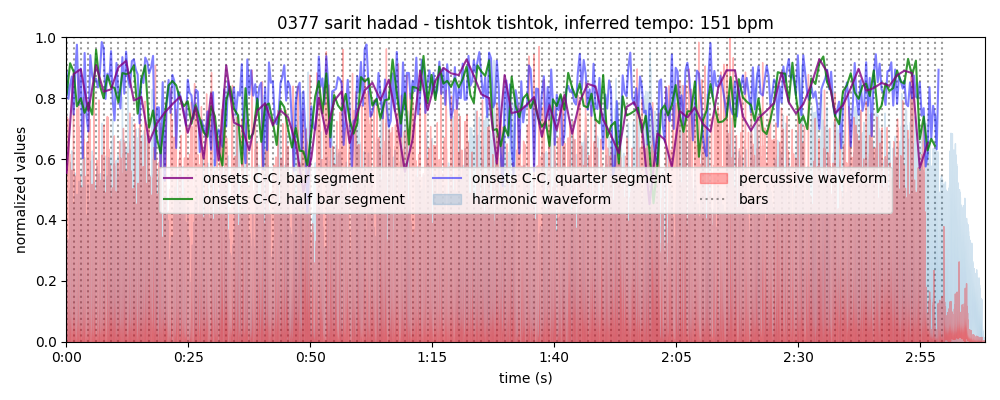 0377 sarit hadad - tishtok tishtok, inferred tempo: 151 bpm
1.0
0.8
0.6
0.4
0.2
0.0
normalized values
onsets C-C, bar segment
onsets C-C, half bar segment
onsets C-C, quarter segment
harmonic waveform
percussive waveform
bars
0:00 0:25 0:50 1:15 1:40 2:05 2:30 2:55
time (s)